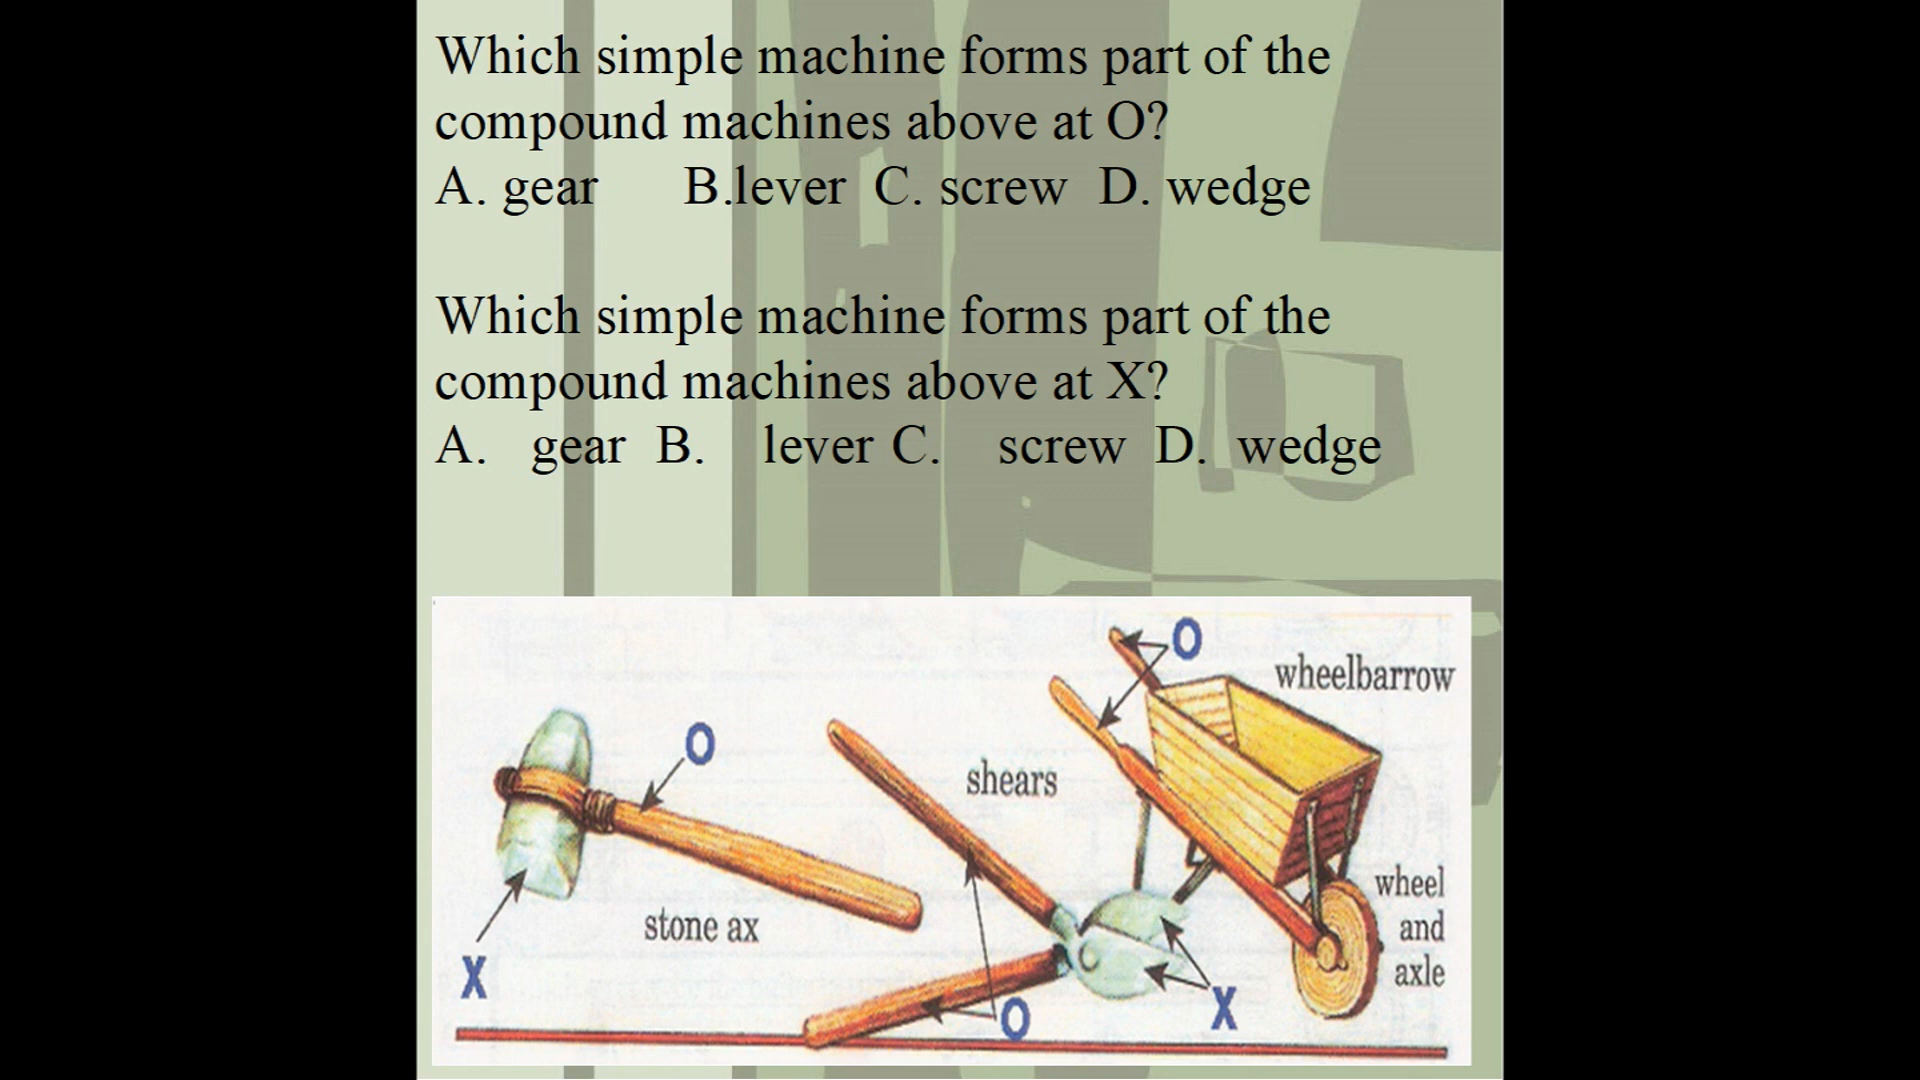 Which simple machine forms part of the
compound machines above at O?
A. gear B.lever C. screw D. wedge
Which simple machine forms part of the
compound machines above at X?
A. gear B. lever C. screw D. wedge
O
wheelbarrow
O
shears
wheel
and
axle
stone ax
X
O
X